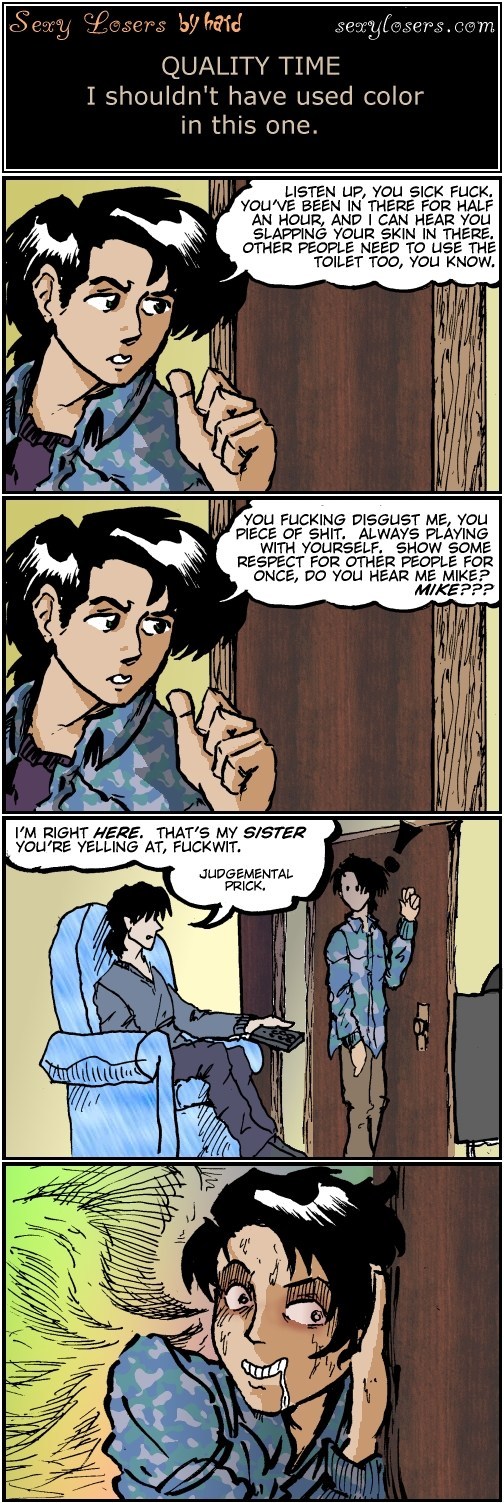 Sexy Losers by hard
sexylosers.com
QUALITY TIME
I shouldn't have used color
in this one.
LISTEN UP, YOU SICK FUCK.
YOU'VE BEEN IN THERE FOR HALF
AN HOUR, AND I CAN HEAR YOU
SLAPPING YOUR SKIN IN THERE.
OTHER PEOPLE NEED TO USE THE
TOILET TOO, YOU KNOW.
YOU FUCKING DISGUST ME, YOU
PIECE OF SHIT. ALWAYS PLAYING
WITH YOURSELF. SHOW SOME
RESPECT FOR OTHER PEOPLE FOR
ONCE, DO YOU HEAR ME MIKE?
MIKE???
I'M RIGHT HERE. THAT'S MY SISTER
YOU'RE YELLING AT, FUCKWIT.
JUDGEMENTAL
PRICK.
!